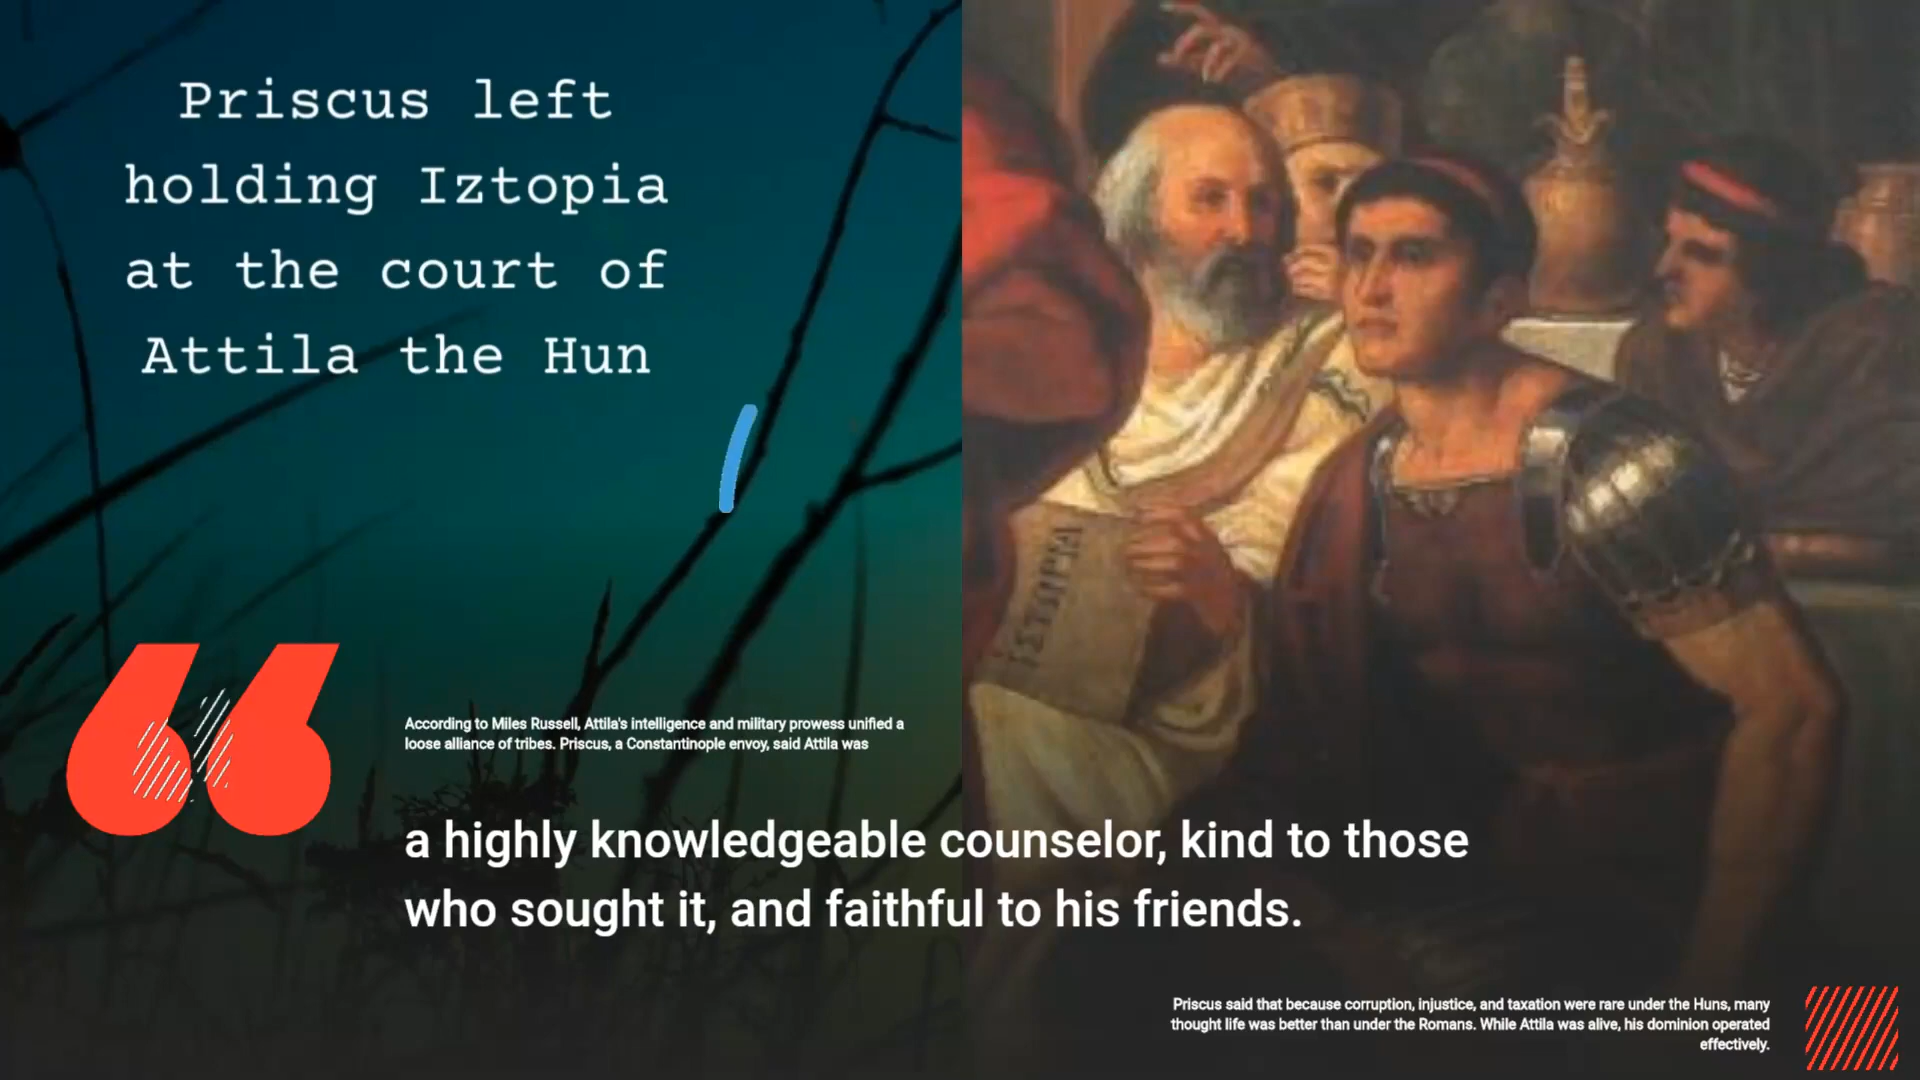 Priscus left
holding Iztopia
at the court of
Attila the Hun
ΙΣΤΟΡΙΑ
According to Miles Russell, Attila's intelligence and military prowess unified a
loose alliance of tribes. Priscus, a Constantinople envoy, said Attila was
a highly knowledgeable counselor, kind to those
who sought it, and faithful to his friends.
Priscus said that because corruption, injustice, and taxation were rare under the Huns, many
thought life was better than under the Romans. While Attila was alive, his dominion operated
effectively.